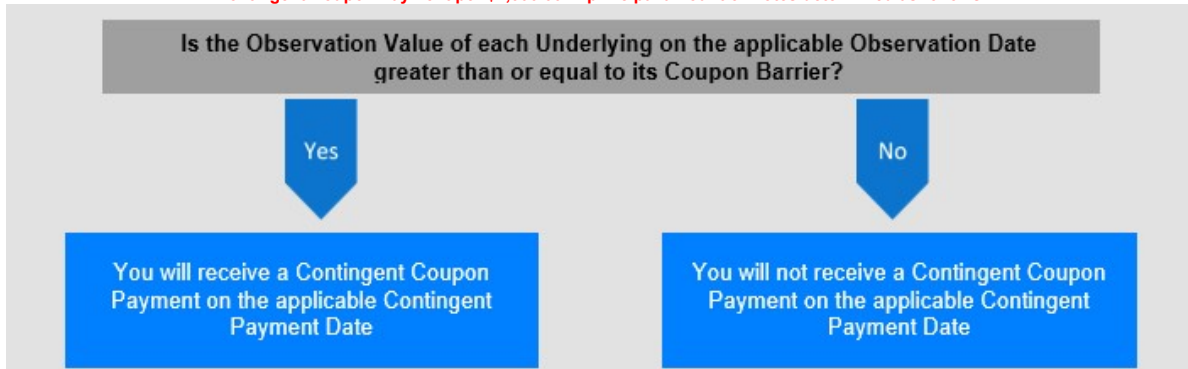 Is the Observation Value of each Underlying on the applicable Observation Date
greater than or equal to its Coupon Barrier?
Yes
No
You will receive a Contingent Coupon
Payment on the applicable Contingent
Payment Date
You will not receive a Contingent Coupon
Payment on the applicable Contingent
Payment Date